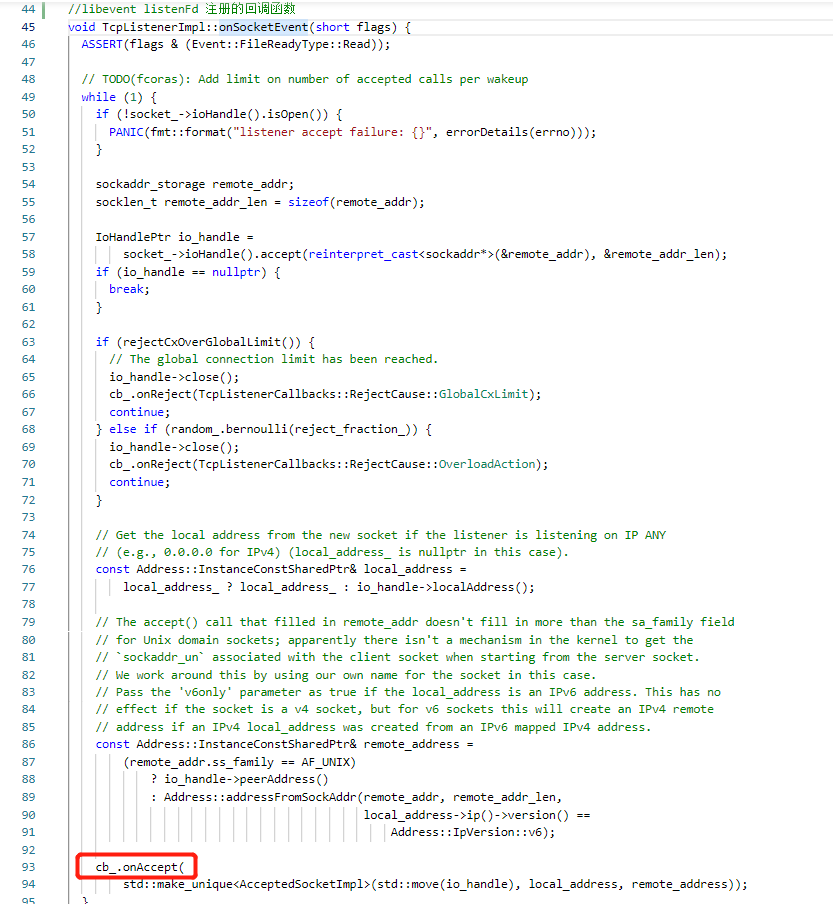 44 //libevent listenFd 注册的回调函数
45 void TcpListenerImpl::onSocketEvent(short flags) {
46 ASSERT(flags & (Event::FileReadyType::Read));
47
48 // TODO(fcoras): Add limit on number of accepted calls per wakeup
49 while (1) {
50 if (!socket_->ioHandle().isOpen()) {
51 PANIC(fmt::format("listener accept failure: {}", errorDetails(errno)));
52 }
53
54 sockaddr_storage remote_addr;
55 socklen_t remote_addr_len = sizeof(remote_addr);
56
57 IoHandlePtr io_handle =
58 socket_->ioHandle().accept(reinterpret_cast<sockaddr*>(&remote_addr), &remote_addr_len);
59 if (io_handle == nullptr) {
60 break;
61 }
62
63 if (rejectCxOverGlobalLimit()) {
64 // The global connection limit has been reached.
65 io_handle->close();
66 cb_.onReject(TcpListenerCallbacks::RejectCause::GlobalCxLimit);
67 continue;
68 } else if (random_.bernoulli(reject_fraction_)) {
69 io_handle->close();
70 cb_.onReject(TcpListenerCallbacks::RejectCause::OverloadAction);
71 continue;
72 }
73
74 // Get the local address from the new socket if the listener is listening on IP ANY
75 // (e.g., 0.0.0.0 for IPv4) (local_address_ is nullptr in this case).
76 const Address::InstanceConstSharedPtr& local_address =
77 local_address_ ? local_address_ : io_handle->localAddress();
78
79 // The accept() call that filled in remote_addr doesn't fill in more than the sa_family field
80 // for Unix domain sockets; apparently there isn't a mechanism in the kernel to get the
81 // `sockaddr_un` associated with the client socket when starting from the server socket.
82 // We work around this by using our own name for the socket in this case.
83 // Pass the 'v6only' parameter as true if the local_address is an IPv6 address. This has no
84 // effect if the socket is a v4 socket, but for v6 sockets this will create an IPv4 remote
85 // address if an IPv4 local_address was created from an IPv6 mapped IPv4 address.
86 const Address::InstanceConstSharedPtr& remote_address =
87 (remote_addr.ss_family == AF_UNIX)
88 ? io_handle->peerAddress()
89 : Address::addressFromSockAddr(remote_addr, remote_addr_len,
90 local_address->ip()->version() ==
91 Address::IpVersion::v6);
92
93 cb_.onAccept(
94 std::make_unique<AcceptedSocketImpl>(std::move(io_handle), local_address, remote_address));
95 }